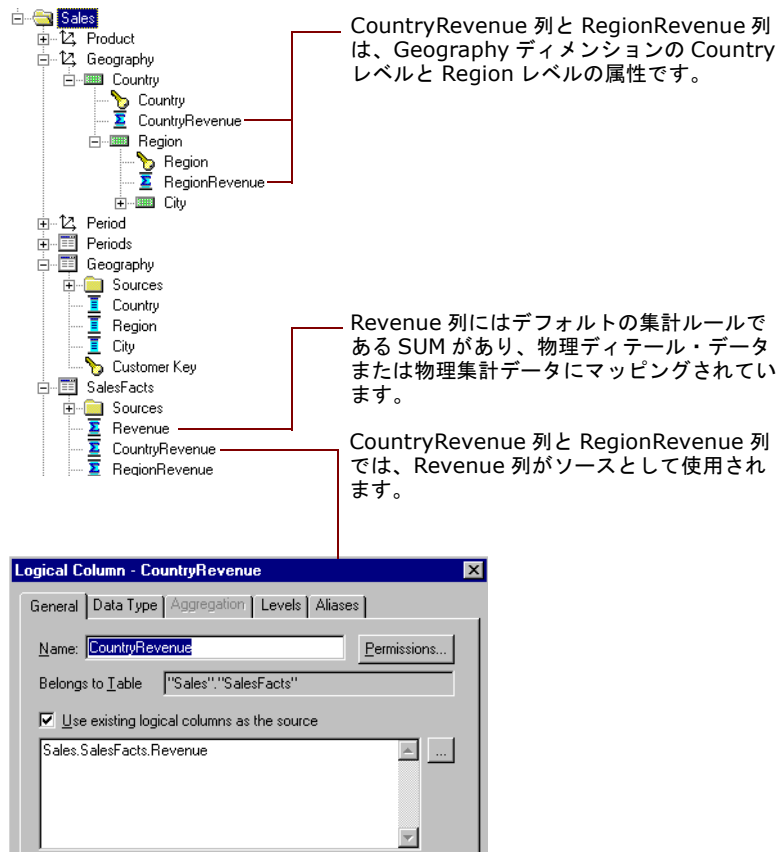 Sales
Product
Geography
Country
Country
CountryRevenue
Region
Region
RegionRevenue
City
Period
Periods
Geography
Sources
Country
Region
City
Customer Key
SalesFacts
Sources
Revenue
CountryRevenue
RegionRevenue
CountryRevenue 列と RegionRevenue 列
は、Geography ディメンションの Country
レベルと Region レベルの属性です。
Revenue 列にはデフォルトの集計ルールで
ある SUM があり、物理ディテール・データ
または物理集計データにマッピングされてい
ます。
CountryRevenue 列と RegionRevenue 列
では、Revenue 列がソースとして使用され
ます。
Logical Column - CountryRevenue
General Data Type Aggregation Levels Aliases
Name: CountryRevenue Permissions...
Belongs to Table "Sales"."SalesFacts"
Use existing logical columns as the source
Sales.SalesFacts.Revenue ...